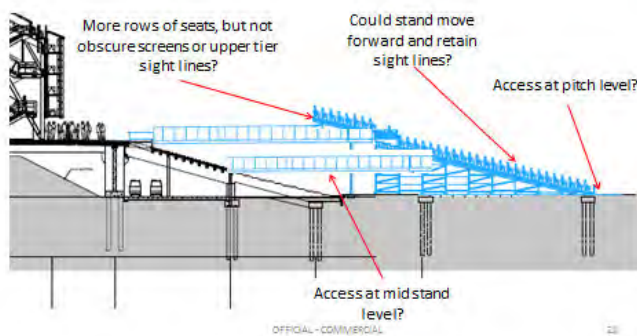 More rows of seats, but not
obscure screens or upper tier
sight lines?
Could stand move
forward and retain
sight lines?
Access at pitch level?
Access at mid stand
level?
OFFICIAL - COMMERCIAL